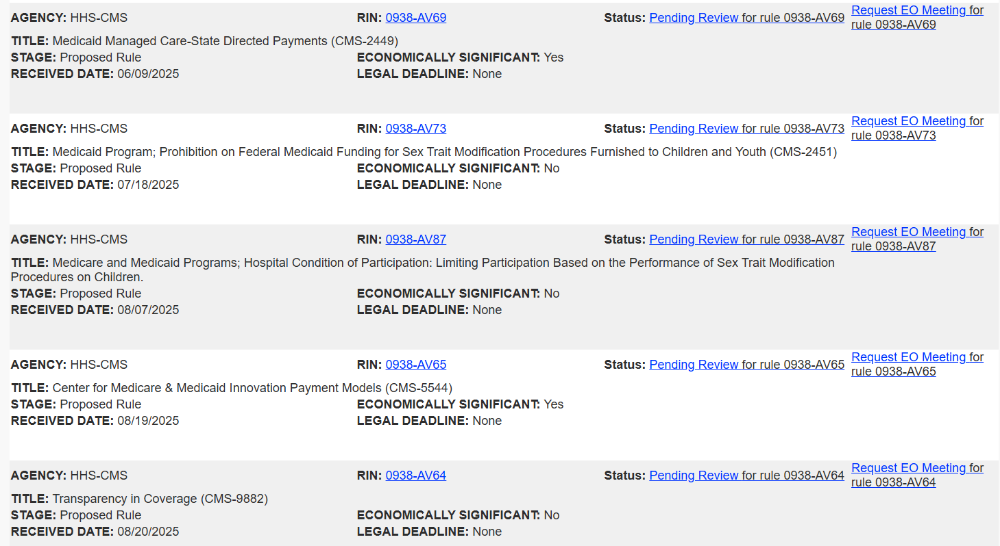 AGENCY: HHS-CMS RIN: 0938-AV69 Status: Pending Review for rule 0938-AV69 Request EO Meeting for
rule 0938-AV69
TITLE: Medicaid Managed Care-State Directed Payments (CMS-2449)
STAGE: Proposed Rule ECONOMICALLY SIGNIFICANT: Yes
RECEIVED DATE: 06/09/2025 LEGAL DEADLINE: None
AGENCY: HHS-CMS RIN: 0938-AV73 Status: Pending Review for rule 0938-AV73 Request EO Meeting for
rule 0938-AV73
TITLE: Medicaid Program; Prohibition on Federal Medicaid Funding for Sex Trait Modification Procedures Furnished to Children and Youth (CMS-2451)
STAGE: Proposed Rule ECONOMICALLY SIGNIFICANT: No
RECEIVED DATE: 07/18/2025 LEGAL DEADLINE: None
AGENCY: HHS-CMS RIN: 0938-AV87 Status: Pending Review for rule 0938-AV87 Request EO Meeting for
rule 0938-AV87
TITLE: Medicare and Medicaid Programs; Hospital Condition of Participation: Limiting Participation Based on the Performance of Sex Trait Modification
Procedures on Children.
STAGE: Proposed Rule ECONOMICALLY SIGNIFICANT: No
RECEIVED DATE: 08/07/2025 LEGAL DEADLINE: None
AGENCY: HHS-CMS RIN: 0938-AV65 Status: Pending Review for rule 0938-AV65 Request EO Meeting for
rule 0938-AV65
TITLE: Center for Medicare & Medicaid Innovation Payment Models (CMS-5544)
STAGE: Proposed Rule ECONOMICALLY SIGNIFICANT: Yes
RECEIVED DATE: 08/19/2025 LEGAL DEADLINE: None
AGENCY: HHS-CMS RIN: 0938-AV64 Status: Pending Review for rule 0938-AV64 Request EO Meeting for
rule 0938-AV64
TITLE: Transparency in Coverage (CMS-9882)
STAGE: Proposed Rule ECONOMICALLY SIGNIFICANT: No
RECEIVED DATE: 08/20/2025 LEGAL DEADLINE: None